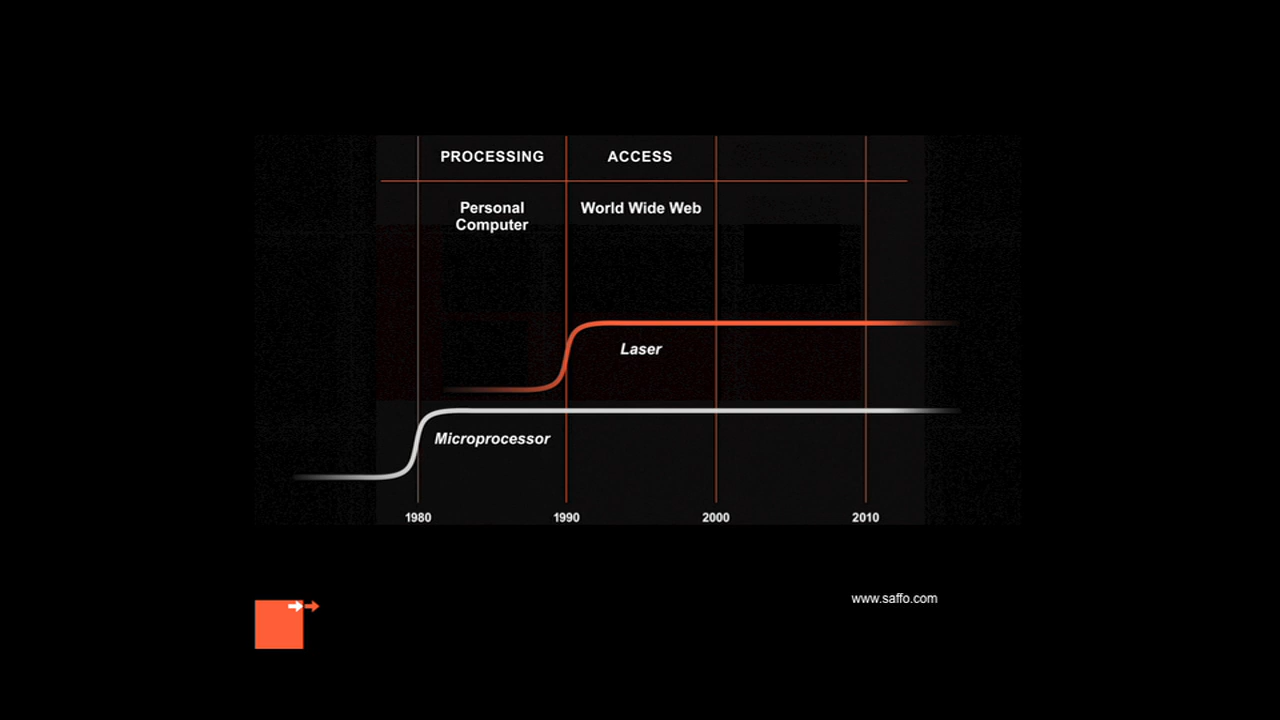 PROCESSING ACCESS
Personal
Computer
World Wide Web
Laser
Microprocessor
1980 1990 2000 2010
www.saffo.com